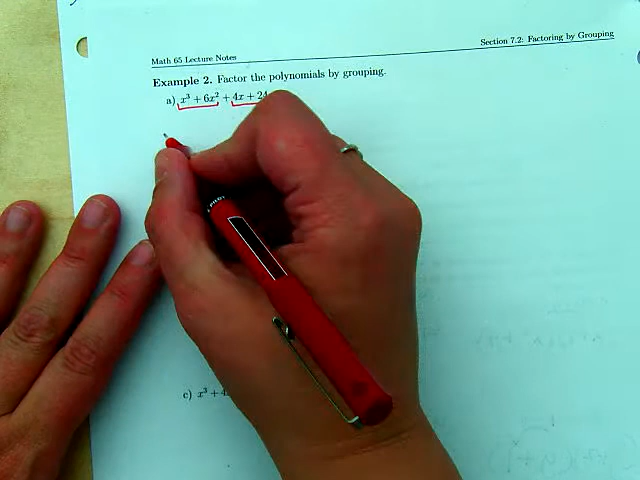 Math 65 Lecture Notes
Section 7.2: Factoring by Grouping
Example 2. Factor the polynomials by grouping.
a) x³ + 6x² + 4x + 24
c) x³ + 4
PILOT